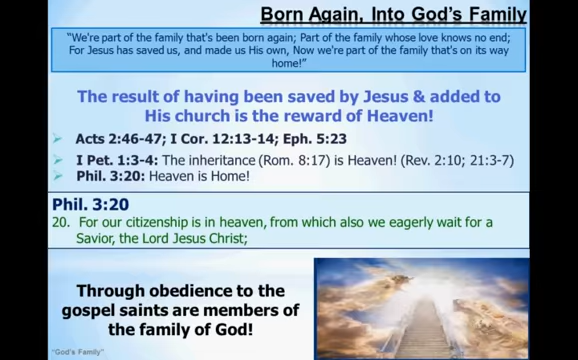 Born Again, Into God's Family
"We're part of the family that's been born again; Part of the family whose love knows no end;
For Jesus has saved us, and made us His own, Now we're part of the family that's on its way
home!"
The result of having been saved by Jesus & added to
His church is the reward of Heaven!
Acts 2:46-47; I Cor. 12:13-14; Eph. 5:23
I Pet. 1:3-4: The inheritance (Rom. 8:17) is Heaven! (Rev. 2:10; 21:3-7)
Phil. 3:20: Heaven is Home!
Phil. 3:20
20. For our citizenship is in heaven, from which also we eagerly wait for a
Savior, the Lord Jesus Christ;
Through obedience to the
gospel saints are members of
the family of God!
"God's Family"